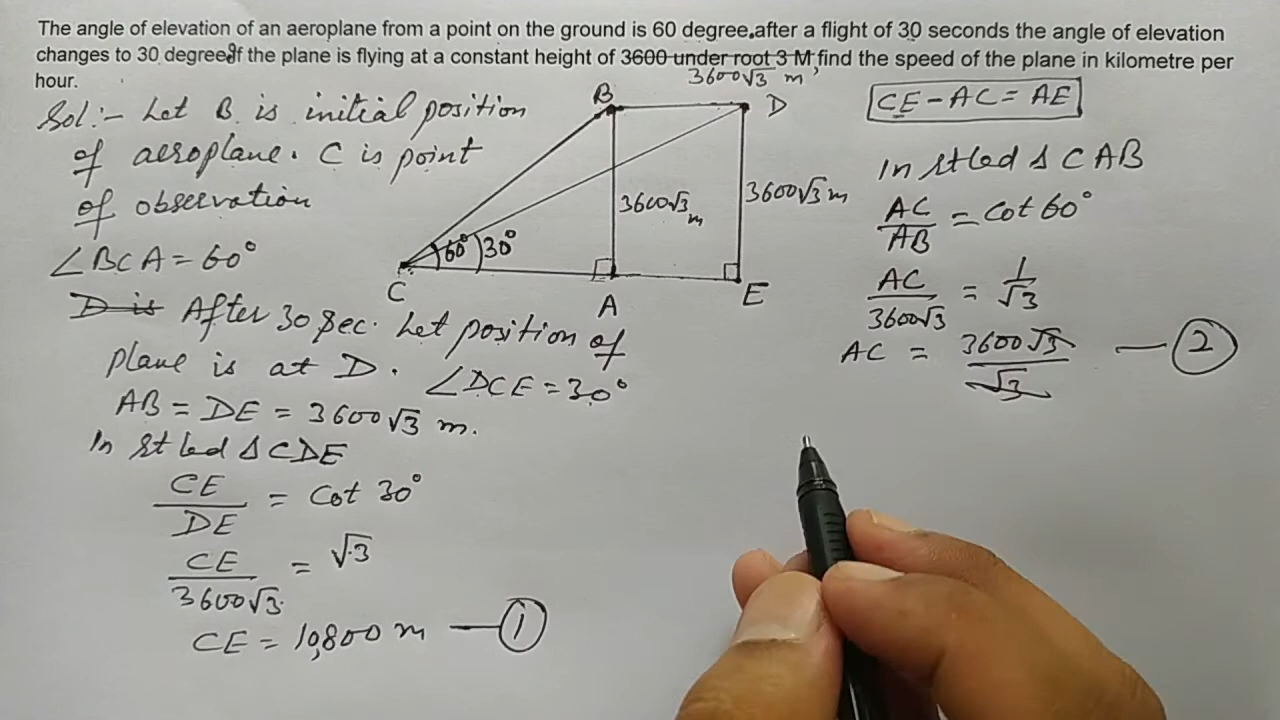 The angle of elevation of an aeroplane from a point on the ground is 60 degree.after a flight of 30 seconds the angle of elevation
changes to 30 degree.If the plane is flying at a constant height of 3600 under root 3 M find the speed of the plane in kilometre per
hour.
3600√3 m,
Sol:- Let B is initial position
of aeroplane. C is point
of observation
∠BCA = 60°
D is After 30 sec. Let position of
plane is at D. ∠DCE = 30°
AB = DE = 3600√3 m.
In rt led Δ CDE
CE/DE = Cot 30°
CE/3600√3 = √3
CE = 10,800 m — 1
B
D
3600√3 m
3600√3 m
60° 30°
C
A
E
CE - AC = AE
In rt led Δ CAB
AC/AB = Cot 60°
AC/3600√3 = 1/√3
AC = 3600√3/√3 — 2